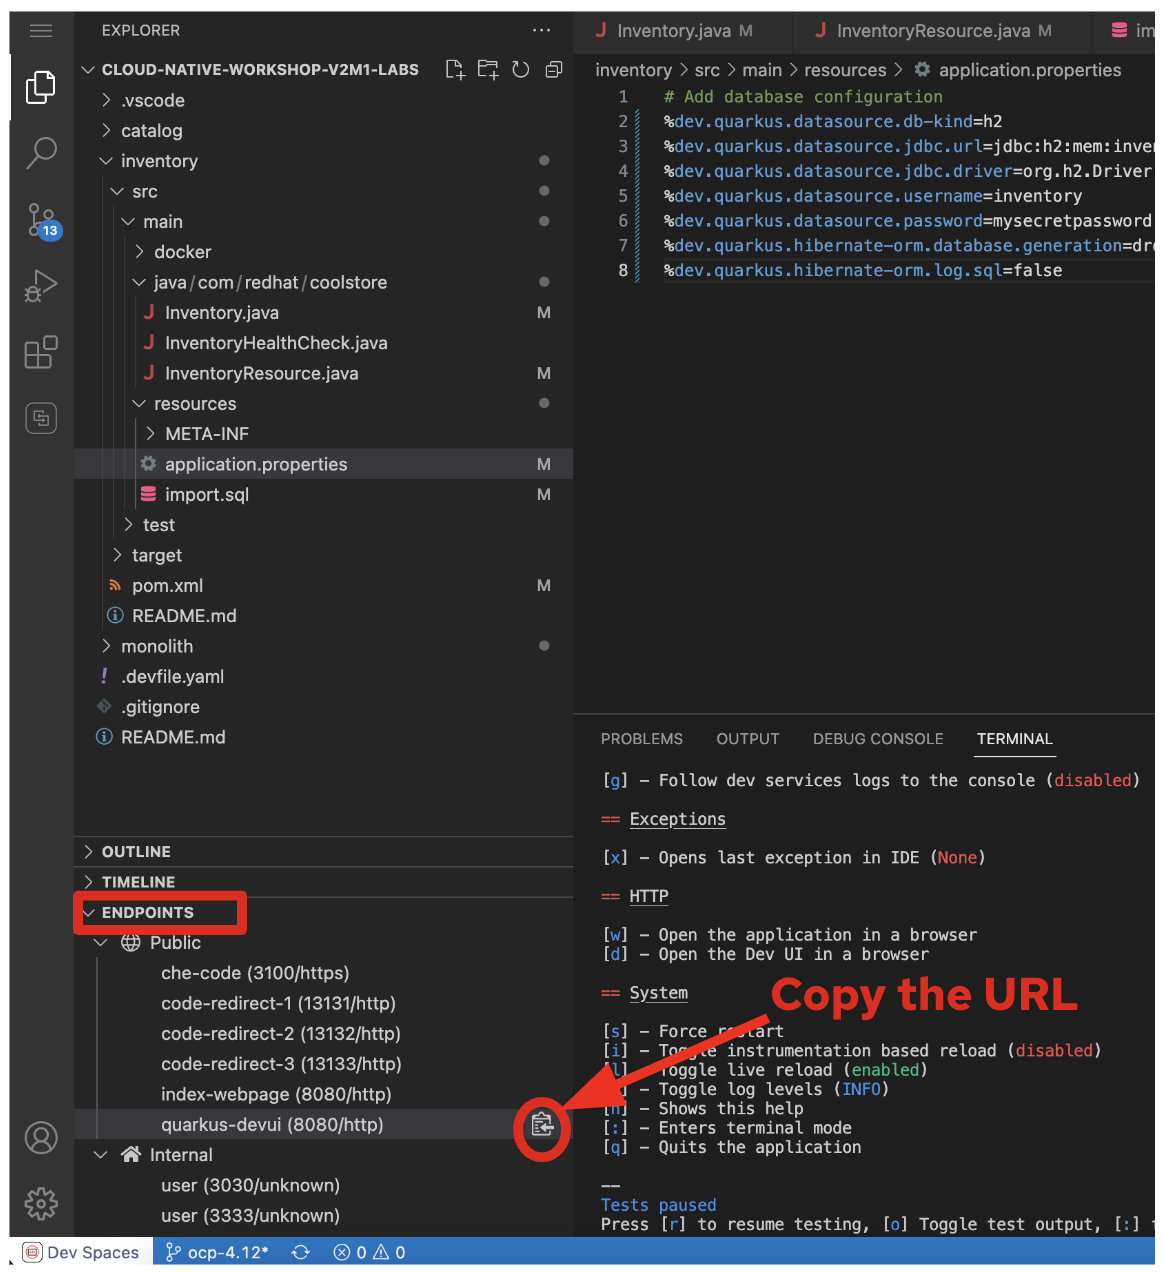 EXPLORER
CLOUD-NATIVE-WORKSHOP-V2M1-LABS
.vscode
catalog
inventory
src
main
docker
java/com/redhat/coolstore
Inventory.java M
InventoryHealthCheck.java
InventoryResource.java M
resources
META-INF
application.properties M
import.sql M
test
target
pom.xml M
README.md
monolith
.devfile.yaml
.gitignore
README.md
OUTLINE
TIMELINE
ENDPOINTS
Public
che-code (3100/https)
code-redirect-1 (13131/http)
code-redirect-2 (13132/http)
code-redirect-3 (13133/http)
index-webpage (8080/http)
quarkus-devui (8080/http)
Internal
user (3030/unknown)
user (3333/unknown)
13
Inventory.java M
InventoryResource.java M
im
inventory > src > main > resources > application.properties
1 # Add database configuration
2 %dev.quarkus.datasource.db-kind=h2
3 %dev.quarkus.datasource.jdbc.url=jdbc:h2:mem:inven
4 %dev.quarkus.datasource.jdbc.driver=org.h2.Driver
5 %dev.quarkus.datasource.username=inventory
6 %dev.quarkus.datasource.password=mysecretpassword
7 %dev.quarkus.hibernate-orm.database.generation=dro
8 %dev.quarkus.hibernate-orm.log.sql=false
PROBLEMS OUTPUT DEBUG CONSOLE TERMINAL
[g] - Follow dev services logs to the console (disabled)
== Exceptions
[x] - Opens last exception in IDE (None)
== HTTP
[w] - Open the application in a browser
[d] - Open the Dev UI in a browser
== System
Copy the URL
[s] - Force restart
[i] - Toggle instrumentation based reload (disabled)
[l] - Toggle live reload (enabled)
- Toggle log levels (INFO)
[h] - Shows this help
[:] - Enters terminal mode
[q] - Quits the application
--
Tests paused
Press [r] to resume testing, [o] Toggle test output, [:]
Dev Spaces ocp-4.12* 0 0